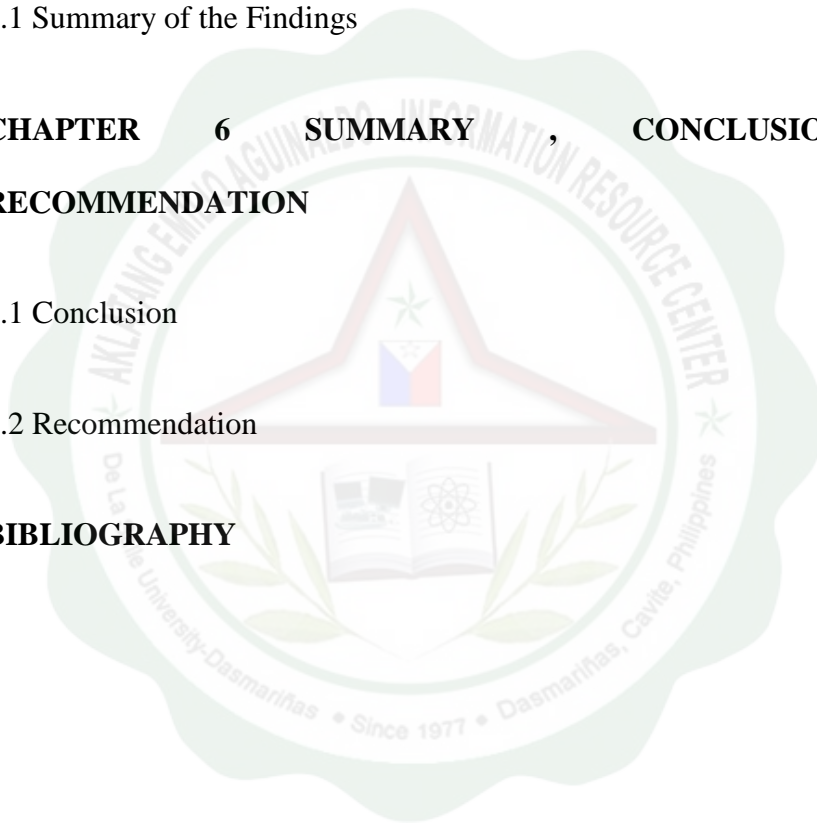 .1 Summary of the Findings
CHAPTER 6 SUMMARY , CONCLUSIO
RECOMMENDATION
.1 Conclusion
.2 Recommendation
BIBLIOGRAPHY
AKLATANG EMILIO AGUINALDO - INFORMATION RESOURCE CENTER
De La Salle University-Dasmariñas • Since 1977 • Dasmariñas, Cavite, Philippines